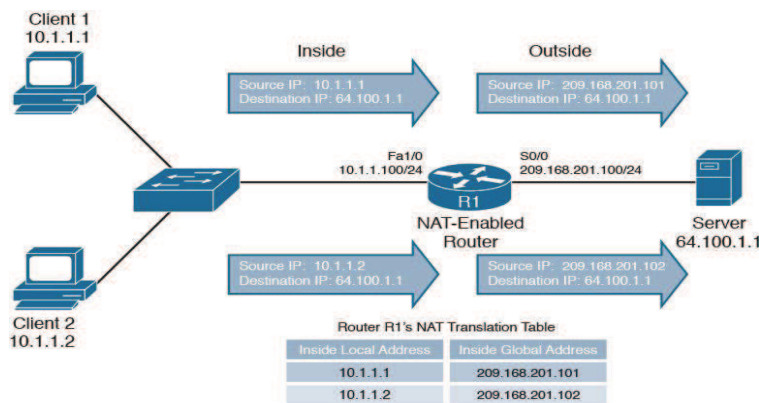 Client 1
10.1.1.1
Inside
Outside
Source IP: 10.1.1.1
Destination IP: 64.100.1.1
Source IP: 209.168.201.101
Destination IP: 64.100.1.1
Fa1/0
10.1.1.100/24
S0/0
209.168.201.100/24
R1
NAT-Enabled
Router
Server
64.100.1.1
Source IP: 10.1.1.2
Destination IP: 64.100.1.1
Source IP: 209.168.201.102
Destination IP: 64.100.1.1
Client 2
10.1.1.2
Router R1's NAT Translation Table
Inside Local Address Inside Global Address
10.1.1.1 209.168.201.101
10.1.1.2 209.168.201.102